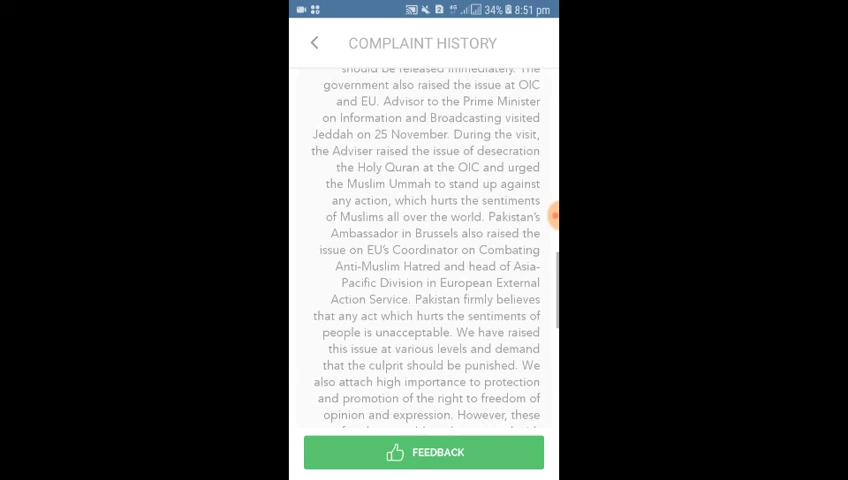 4G 34% 8:51 pm
COMPLAINT HISTORY
should be released immediately. The
government also raised the issue at OIC
and EU. Advisor to the Prime Minister
on Information and Broadcasting visited
Jeddah on 25 November. During the visit,
the Adviser raised the issue of desecration
the Holy Quran at the OIC and urged
the Muslim Ummah to stand up against
any action, which hurts the sentiments
of Muslims all over the world. Pakistan's
Ambassador in Brussels also raised the
issue on EU's Coordinator on Combating
Anti-Muslim Hatred and head of Asia-
Pacific Division in European External
Action Service. Pakistan firmly believes
that any act which hurts the sentiments of
people is unacceptable. We have raised
this issue at various levels and demand
that the culprit should be punished. We
also attach high importance to protection
and promotion of the right to freedom of
opinion and expression. However, these
FEEDBACK